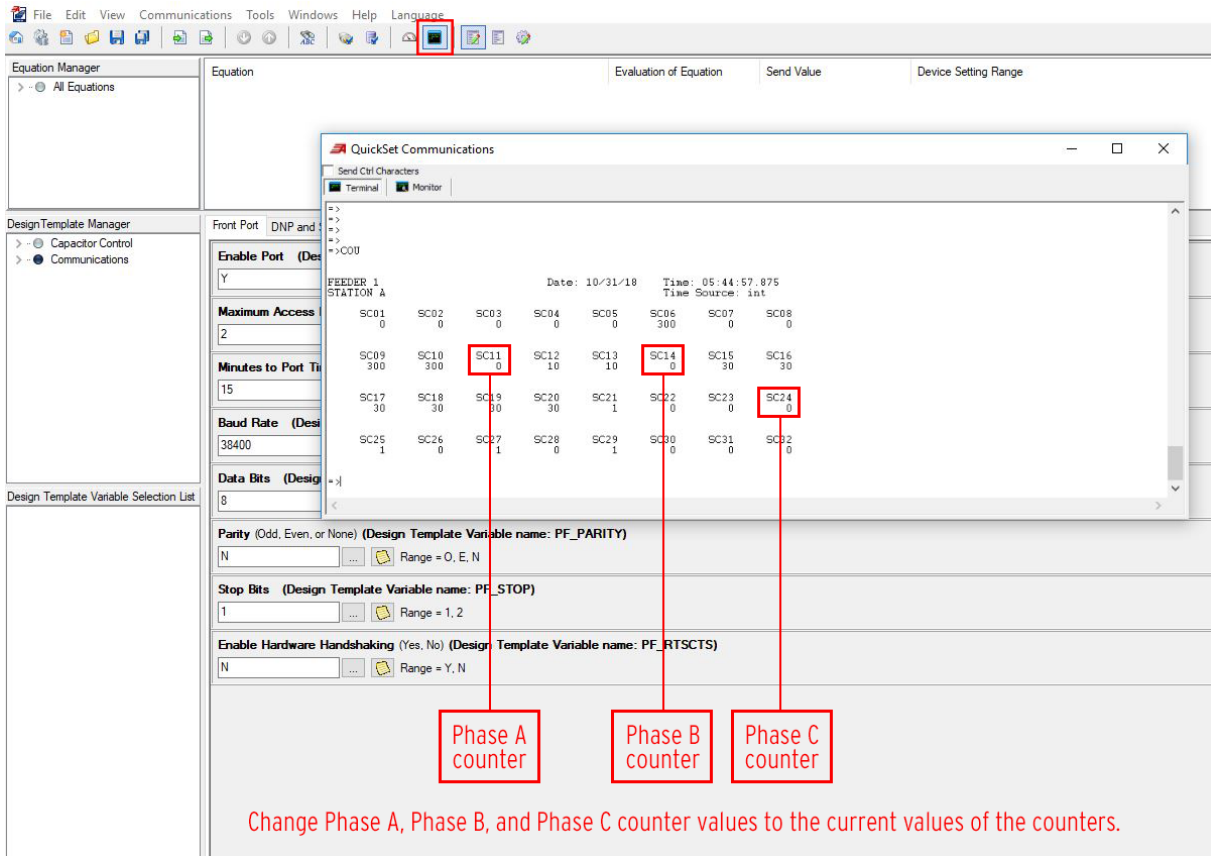 File Edit View Communications Tools Windows Help Language
Equation Manager
All Equations
Equation Evaluation of Equation Send Value Device Setting Range
QuickSet Communications
Send Ctrl Characters
Terminal Monitor
=>
=>
=>
=>
=>COU
FEEDER 1 Date: 10/31/18 Time: 05:44:57.875
STATION A Time Source: int
SC01 SC02 SC03 SC04 SC05 SC06 SC07 SC08
0 0 0 0 0 300 0 0
SC09 SC10 SC11 SC12 SC13 SC14 SC15 SC16
300 300 0 10 10 0 30 30
SC17 SC18 SC19 SC20 SC21 SC22 SC23 SC24
30 30 30 30 1 0 0 0
SC25 SC26 SC27 SC28 SC29 SC30 SC31 SC32
1 0 1 0 1 0 0 0
=>
DesignTemplate Manager
Capacitor Control
Communications
Design Template Variable Selection List
Front Port DNP and
Enable Port (Des
Y
Maximum Access
2
Minutes to Port Ti
15
Baud Rate (Desi
38400
Data Bits (Desig
8
Parity (Odd, Even, or None) (Design Template Variable name: PF_PARITY)
N ... Range = O, E, N
Stop Bits (Design Template Variable name: PF_STOP)
1 ... Range = 1, 2
Enable Hardware Handshaking (Yes, No) (Design Template Variable name: PF_RTSCTS)
N ... Range = Y, N
Phase A
counter
Phase B
counter
Phase C
counter
Change Phase A, Phase B, and Phase C counter values to the current values of the counters.